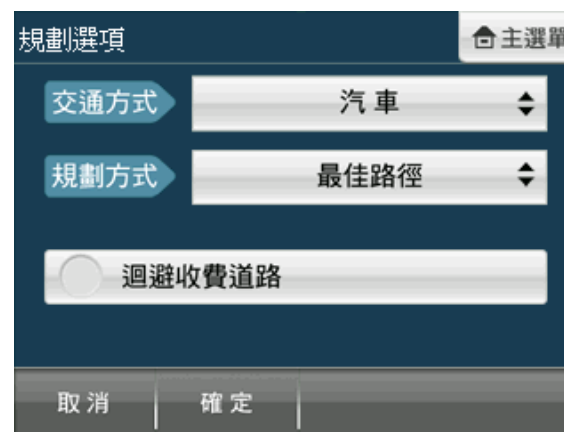 規劃選項
主選單
交通方式
汽車
規劃方式
最佳路徑
迴避收費道路
取消
確定